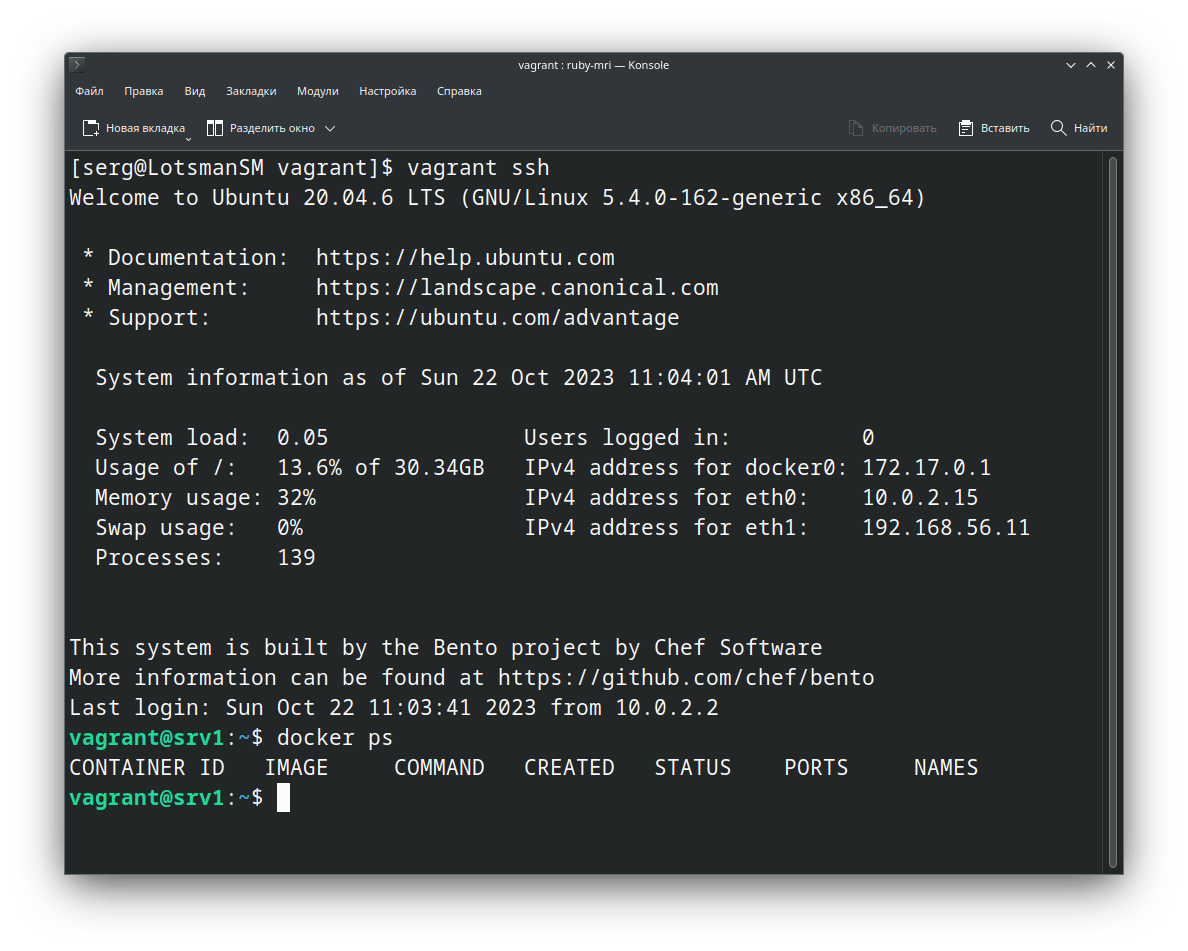 vagrant : ruby-mri — Konsole
Файл Правка Вид Закладки Модули Настройка Справка
Новая вкладка Разделить окно Копировать Вставить Найти
[serg@LotsmanSM vagrant]$ vagrant ssh
Welcome to Ubuntu 20.04.6 LTS (GNU/Linux 5.4.0-162-generic x86_64)
* Documentation:  https://help.ubuntu.com
* Management:     https://landscape.canonical.com
* Support:        https://ubuntu.com/advantage
System information as of Sun 22 Oct 2023 11:04:01 AM UTC
System load:  0.05               Users logged in:          0
Usage of /:   13.6% of 30.34GB   IPv4 address for docker0: 172.17.0.1
Memory usage: 32%                IPv4 address for eth0:    10.0.2.15
Swap usage:   0%                 IPv4 address for eth1:    192.168.56.11
Processes:    139
This system is built by the Bento project by Chef Software
More information can be found at https://github.com/chef/bento
Last login: Sun Oct 22 11:03:41 2023 from 10.0.2.2
vagrant@srv1:~$ docker ps
CONTAINER ID   IMAGE     COMMAND   CREATED   STATUS    PORTS     NAMES
vagrant@srv1:~$